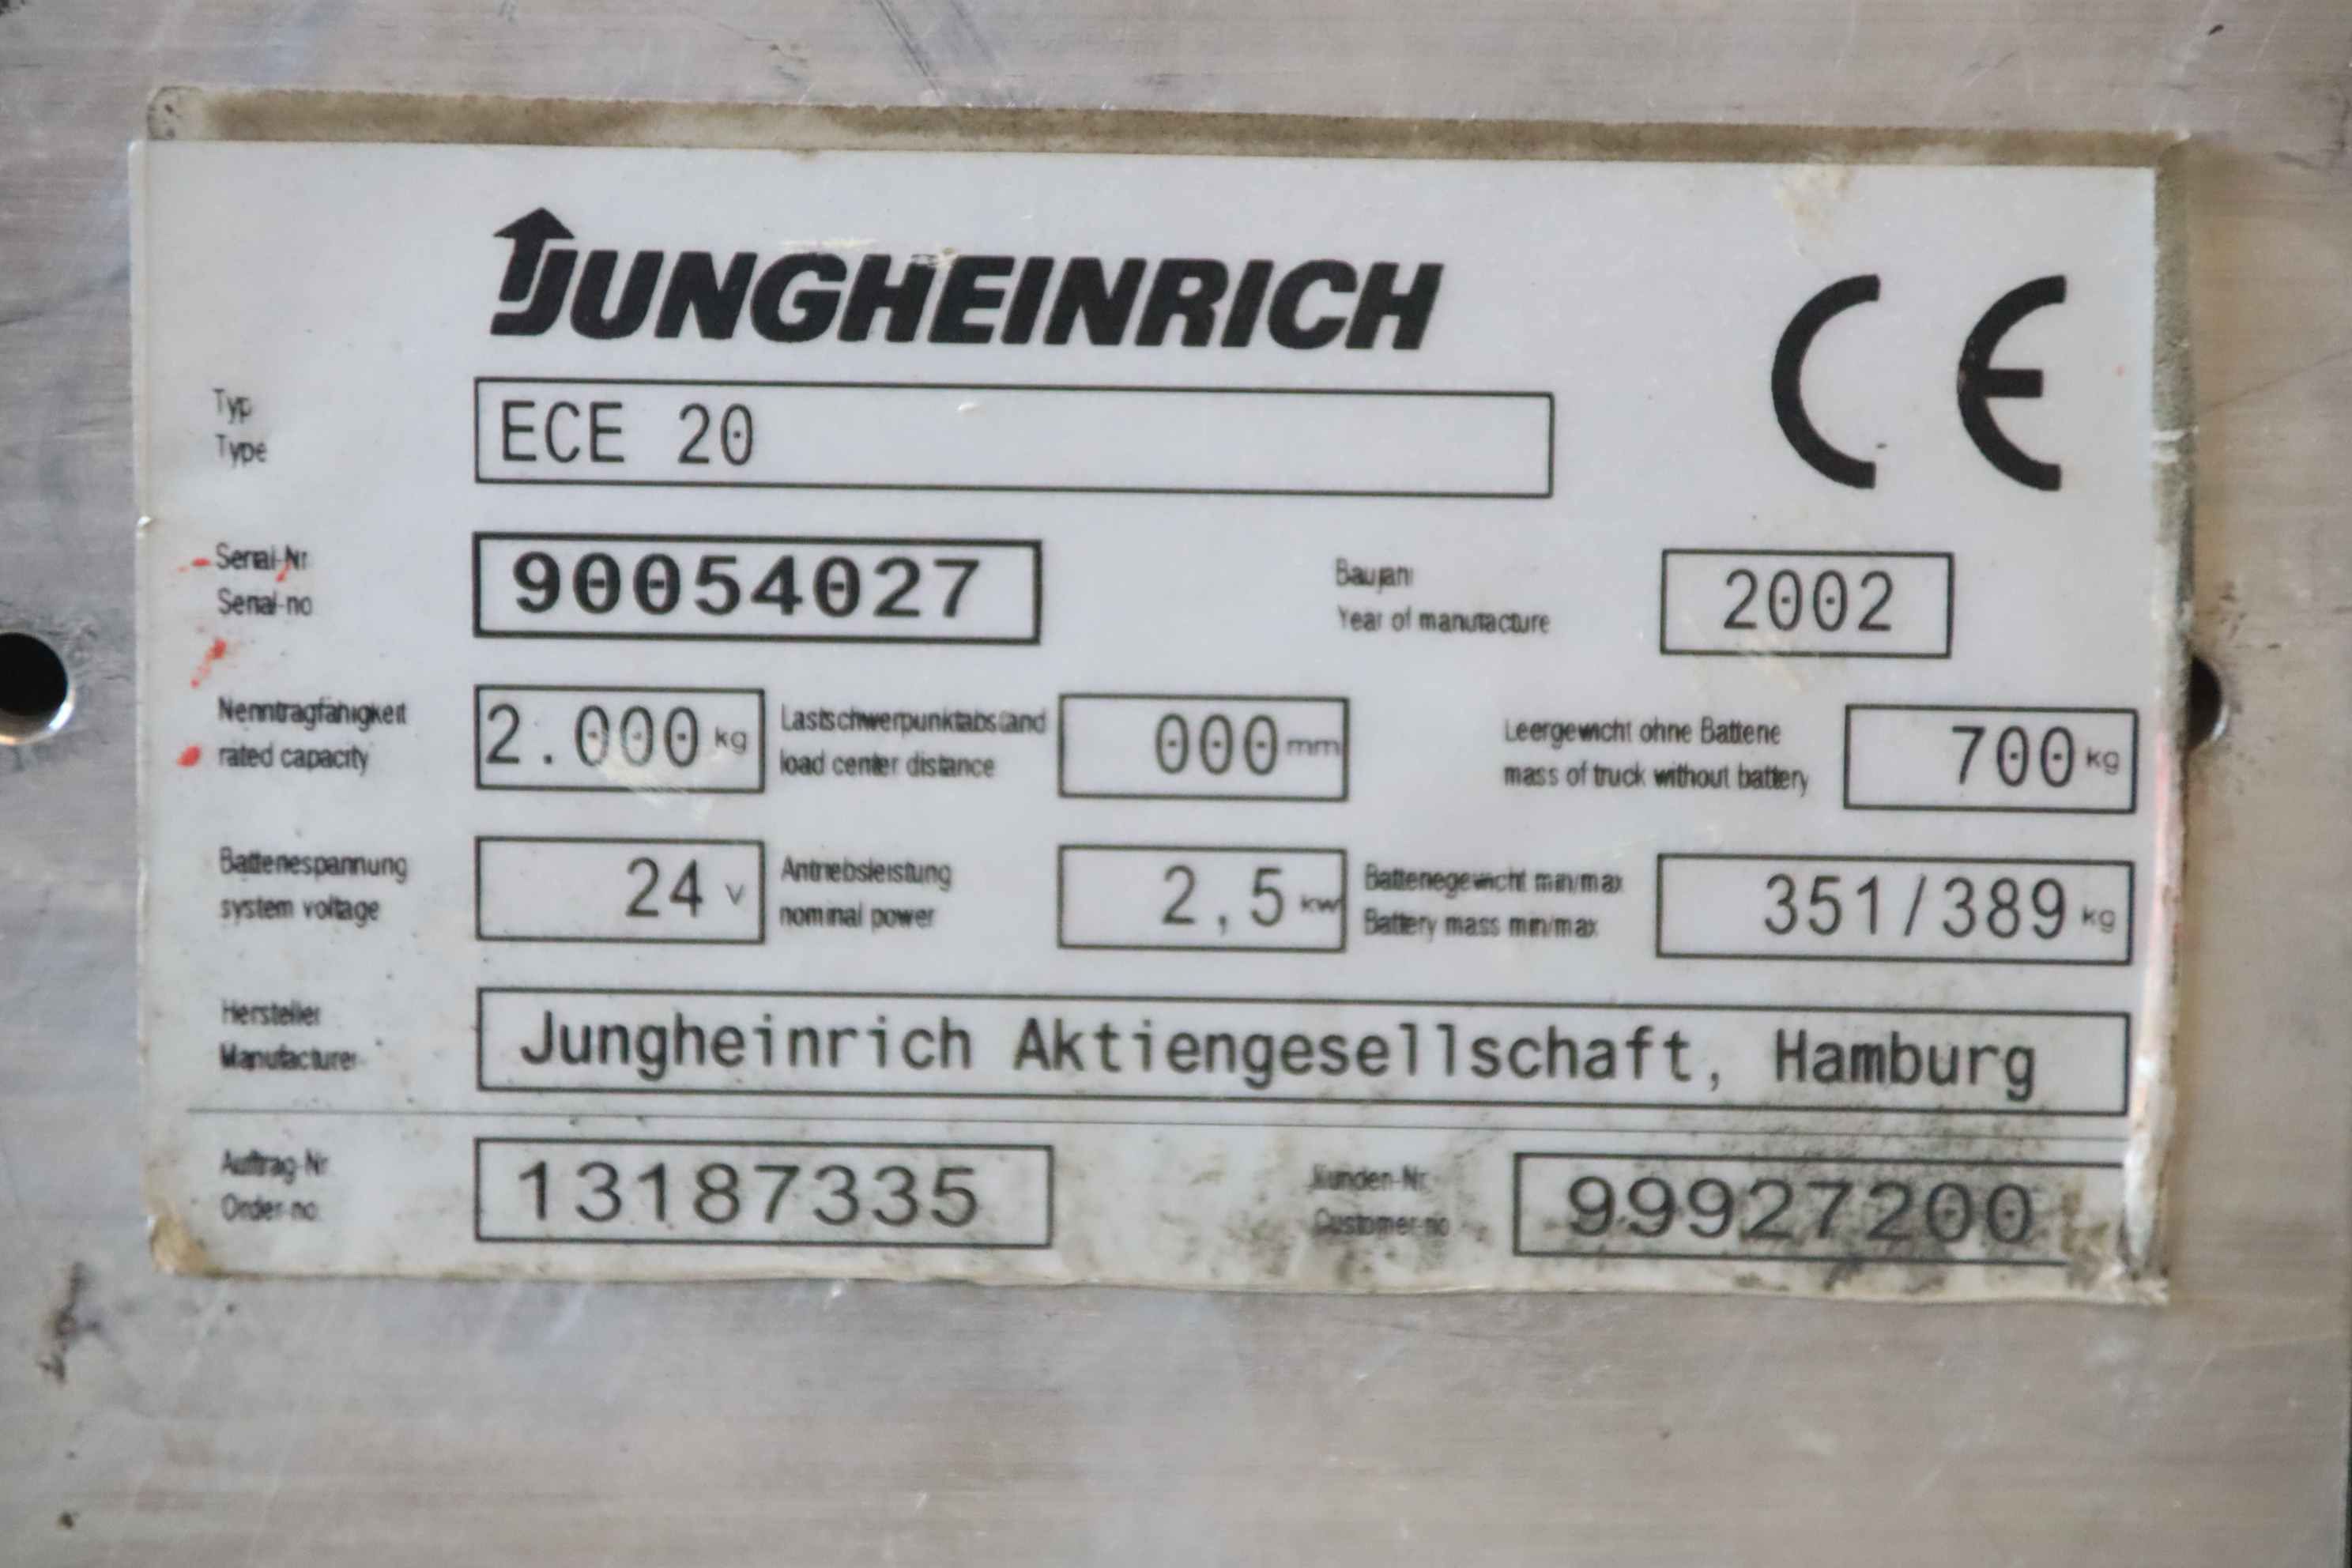 JUNGHEINRICH
CE
Typ
Type
ECE 20
Serial-Nr
Serial-no
90054027
Baujahr
Year of manufacture
2002
Nenntragfähigkeit
rated capacity
2.000 kg
Lastschwerpunktabstand
load center distance
000 mm
Leergewicht ohne Batterie
mass of truck without battery
700 kg
Batteriespannung
system voltage
24 V
Antriebsleistung
nominal power
2,5 kw
Batteriegewicht min/max
Battery mass min/max
351/389 kg
Hersteller
Manufacturer
Jungheinrich Aktiengesellschaft, Hamburg
Auftrag-Nr
Order-no
13187335
Kunden-Nr
Customer-no
99927200